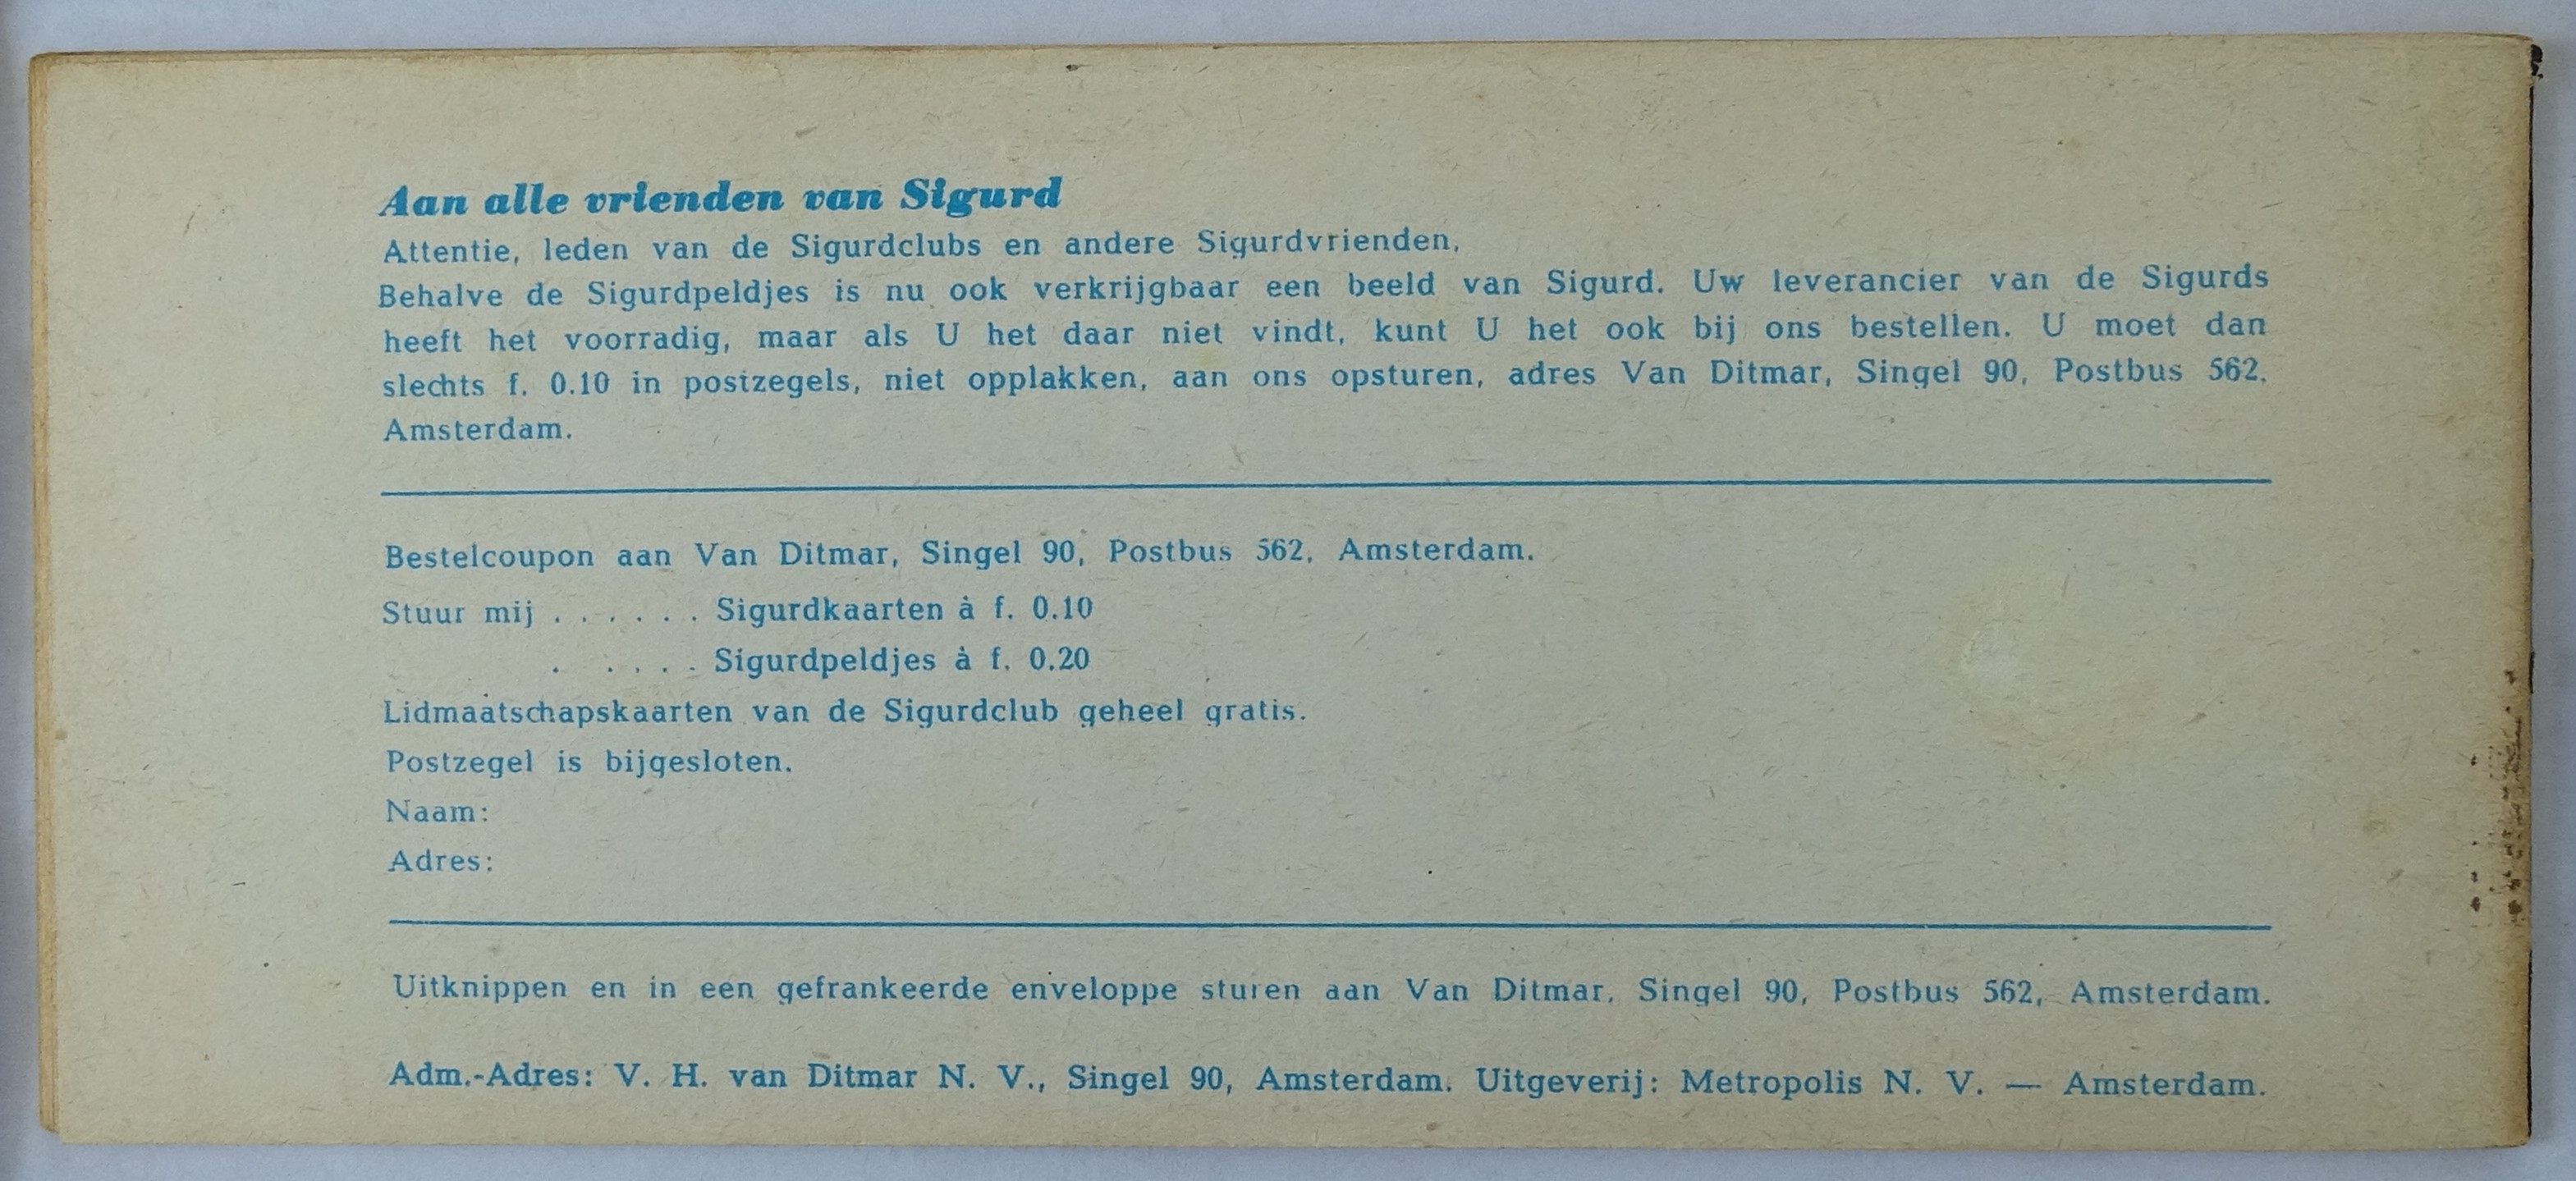 Aan alle vrienden van Sigurd
Attentie, leden van de Sigurdclubs en andere Sigurdvrienden,
Behalve de Sigurdpeldjes is nu ook verkrijgbaar een beeld van Sigurd. Uw leverancier van de Sigurds
heeft het voorradig, maar als U het daar niet vindt, kunt U het ook bij ons bestellen. U moet dan
slechts f. 0.10 in postzegels, niet opplakken, aan ons opsturen, adres Van Ditmar, Singel 90, Postbus 562,
Amsterdam.
Bestelcoupon aan Van Ditmar, Singel 90, Postbus 562, Amsterdam.
Stuur mij . . . . . . Sigurdkaarten à f. 0.10
. . . . . Sigurdpeldjes à f. 0.20
Lidmaatschapskaarten van de Sigurdclub geheel gratis.
Postzegel is bijgesloten.
Naam:
Adres:
Uitknippen en in een gefrankeerde enveloppe sturen aan Van Ditmar, Singel 90, Postbus 562, Amsterdam.
Adm.-Adres: V. H. van Ditmar N. V., Singel 90, Amsterdam. Uitgeverij: Metropolis N. V. — Amsterdam.